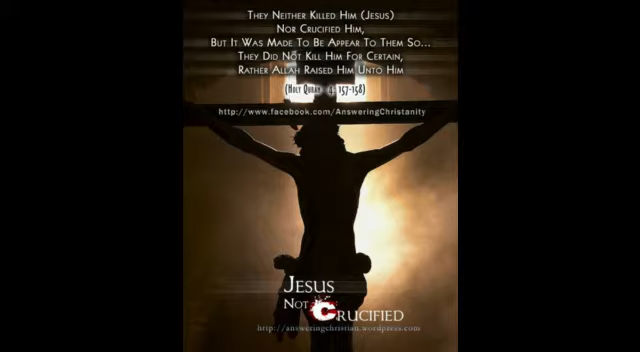 They Neither Killed Him (Jesus)
Nor Crucified Him,
But It Was Made To Be Appear To Them So...
They Did Not Kill Him For Certain,
Rather Allah Raised Him Unto Him
(Holy Quran 4: 157-158)
http://www.facebook.com/AnsweringChristanity
Jesus
Not Crucified
http://answeringchristian.wordpress.com